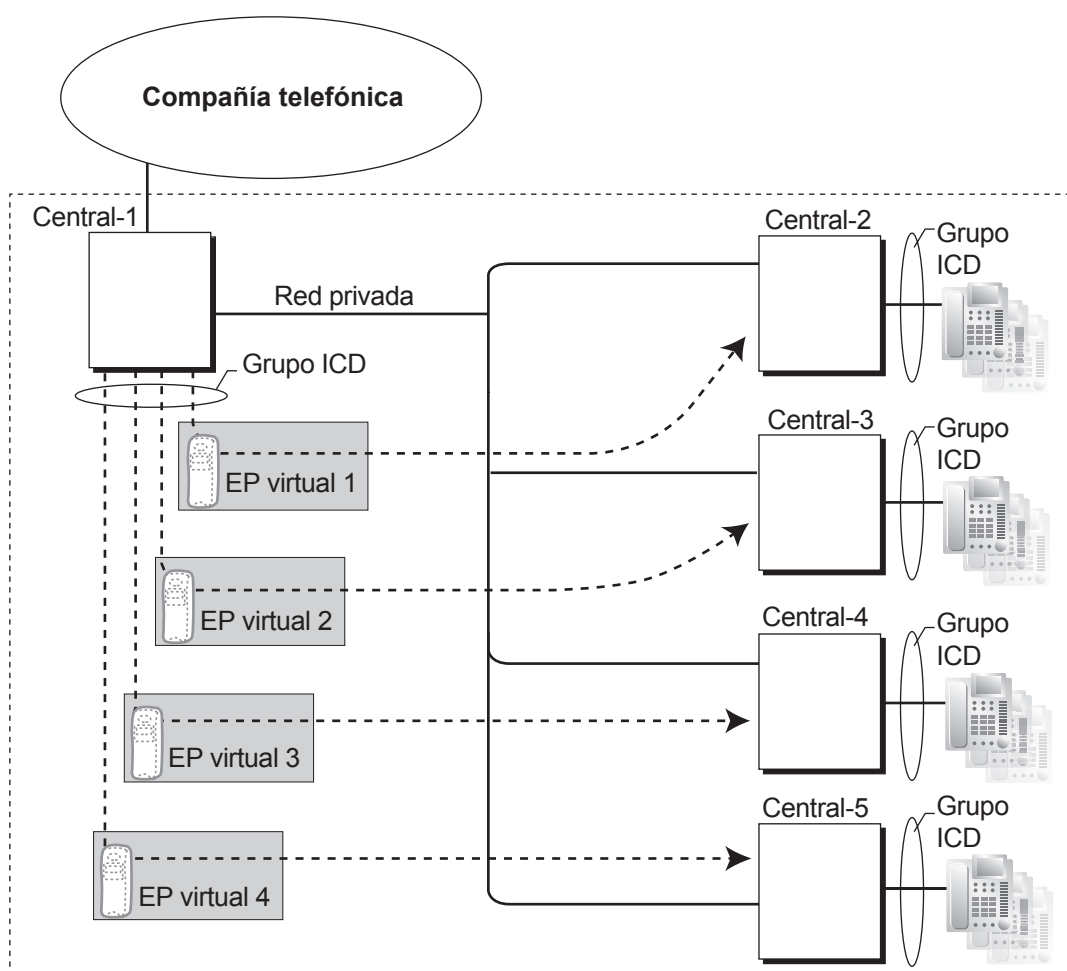 Compañía telefónica
Central-1
Red privada
Grupo ICD
EP virtual 1
EP virtual 2
EP virtual 3
EP virtual 4
Central-2
Grupo
ICD
Central-3
Grupo
ICD
Central-4
Grupo
ICD
Central-5
Grupo
ICD